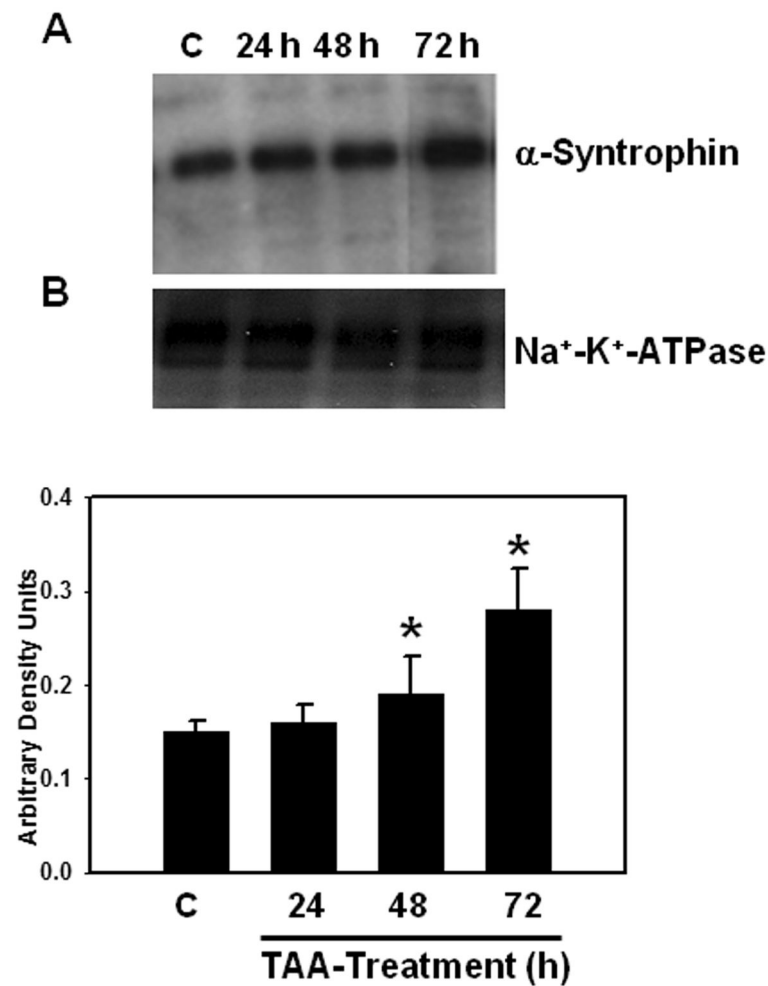 A
C 24 h 48 h 72 h
α-Syntrophin
B
Na⁺-K⁺-ATPase
0.4
0.3
0.2
0.1
0.0
Arbitrary Density Units
*
*
C 24 48 72
TAA-Treatment (h)